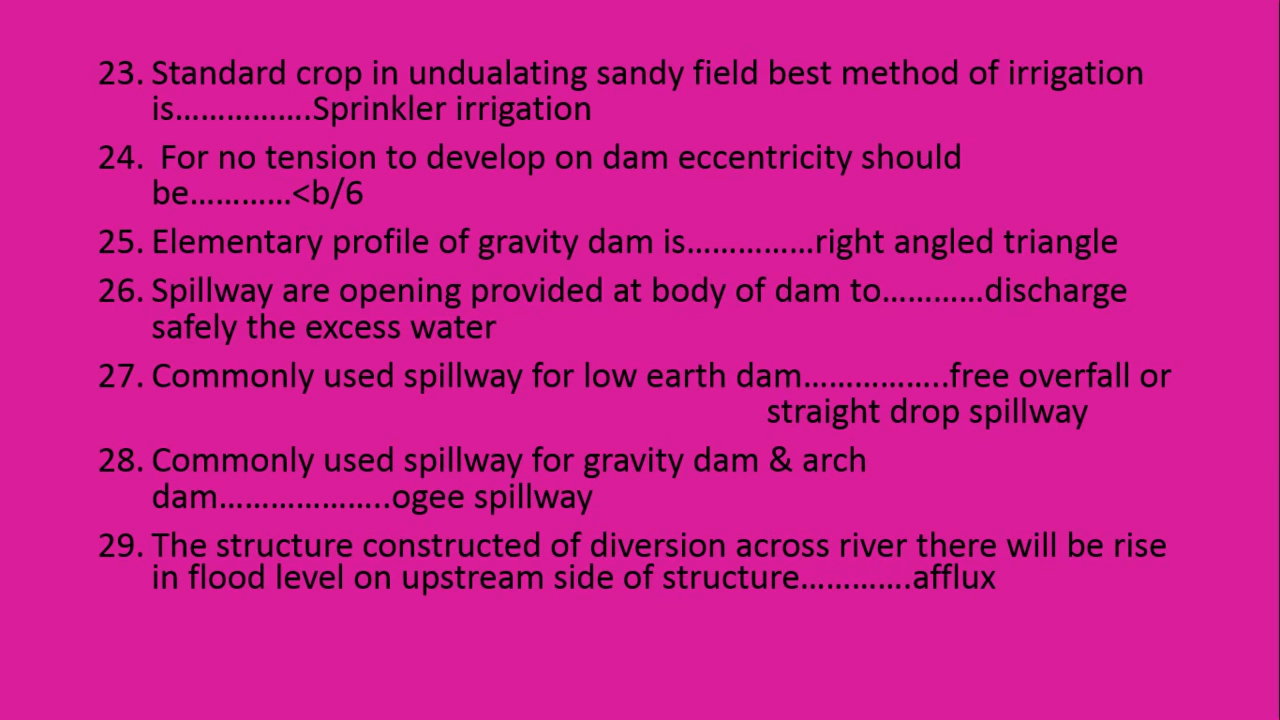 23. Standard crop in undualating sandy field best method of irrigation
is…………….Sprinkler irrigation
24. For no tension to develop on dam eccentricity should
be…………<b/6
25. Elementary profile of gravity dam is……………right angled triangle
26. Spillway are opening provided at body of dam to…………discharge
safely the excess water
27. Commonly used spillway for low earth dam……………..free overfall or
straight drop spillway
28. Commonly used spillway for gravity dam & arch
dam………………..ogee spillway
29. The structure constructed of diversion across river there will be rise
in flood level on upstream side of structure………….afflux